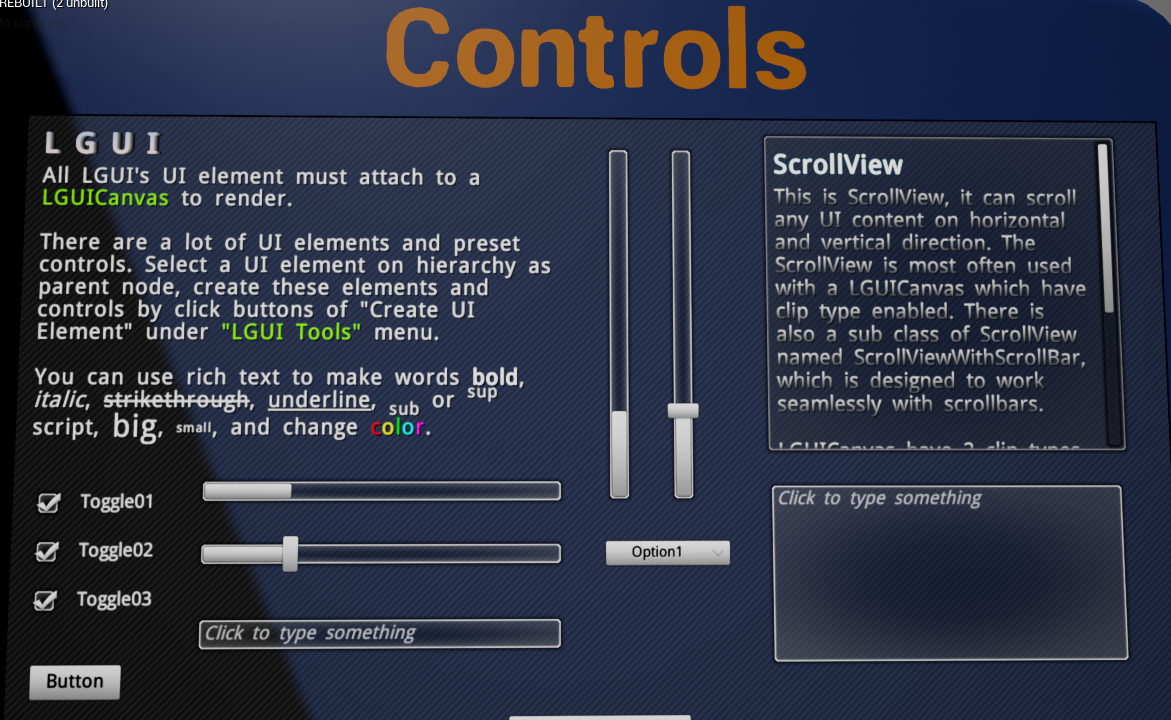 REBUILT (2 unbuilt)
Controls
L G U I
All LGUI's UI element must attach to a
LGUICanvas to render.
There are a lot of UI elements and preset
controls. Select a UI element on hierarchy as
parent node, create these elements and
controls by click buttons of "Create UI
Element" under "LGUI Tools" menu.
You can use rich text to make words bold,
italic, strikethrough, underline, sub or sup
script, big, small, and change color.
Toggle01
Toggle02
Toggle03
Click to type something
Button
Option1
ScrollView
This is ScrollView, it can scroll
any UI content on horizontal
and vertical direction. The
ScrollView is most often used
with a LGUICanvas which have
clip type enabled. There is
also a sub class of ScrollView
named ScrollViewWithScrollBar,
which is designed to work
seamlessly with scrollbars.
LGUICanvas have 2 clip types
Click to type something